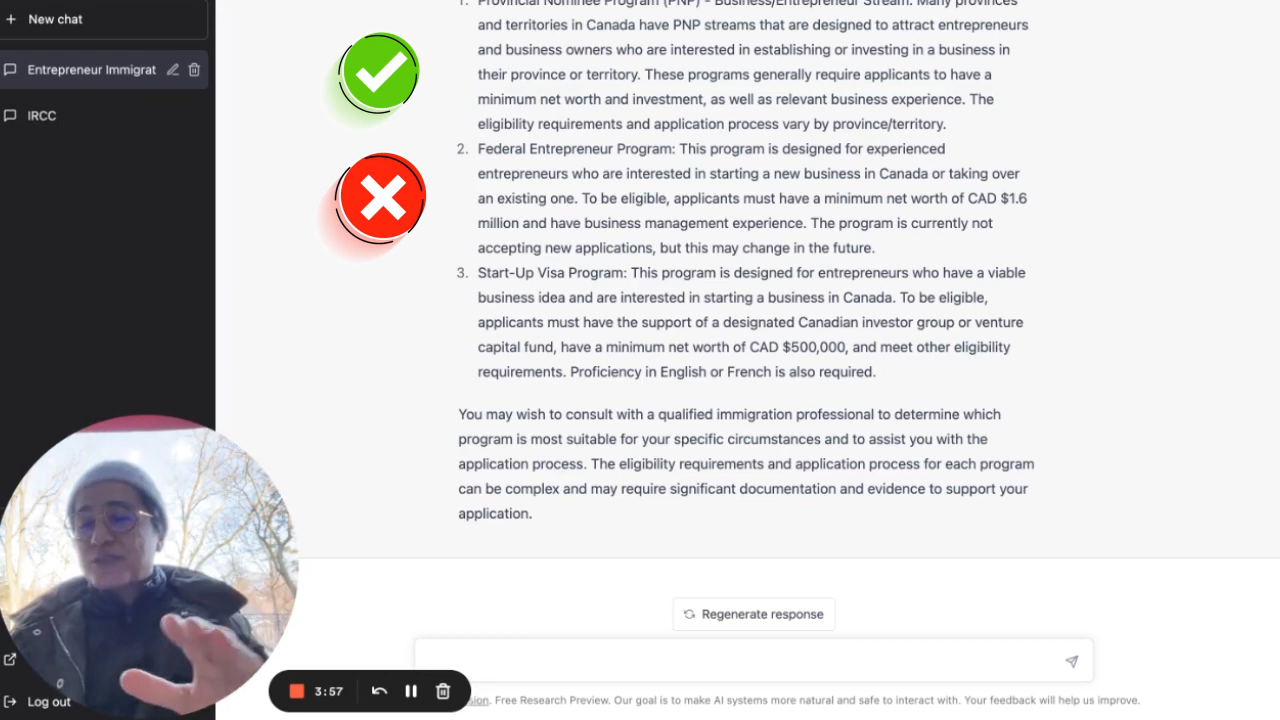 + New chat
Entrepreneur Immigrat
IRCC
Log out
1. Provincial Nominee Program (PNP) - Business/Entrepreneur Stream: Many provinces
and territories in Canada have PNP streams that are designed to attract entrepreneurs
and business owners who are interested in establishing or investing in a business in
their province or territory. These programs generally require applicants to have a
minimum net worth and investment, as well as relevant business experience. The
eligibility requirements and application process vary by province/territory.
2. Federal Entrepreneur Program: This program is designed for experienced
entrepreneurs who are interested in starting a new business in Canada or taking over
an existing one. To be eligible, applicants must have a minimum net worth of CAD $1.6
million and have business management experience. The program is currently not
accepting new applications, but this may change in the future.
3. Start-Up Visa Program: This program is designed for entrepreneurs who have a viable
business idea and are interested in starting a business in Canada. To be eligible,
applicants must have the support of a designated Canadian investor group or venture
capital fund, have a minimum net worth of CAD $500,000, and meet other eligibility
requirements. Proficiency in English or French is also required.
You may wish to consult with a qualified immigration professional to determine which
program is most suitable for your specific circumstances and to assist you with the
application process. The eligibility requirements and application process for each program
can be complex and may require significant documentation and evidence to support your
application.
Regenerate response
3:57
sion. Free Research Preview. Our goal is to make AI systems more natural and safe to interact with. Your feedback will help us improve.